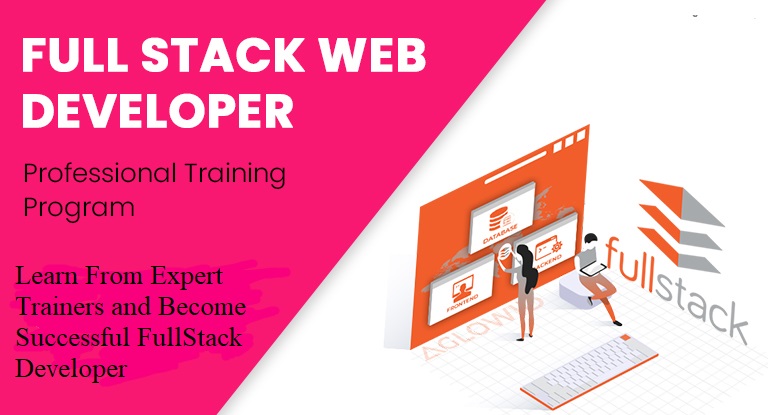 FULL STACK WEB
DEVELOPER
Professional Training
Program
Learn From Expert
Trainers and Become
Successful FullStack
Developer
DATABASE
BACKEND
FRONTEND
fullstack